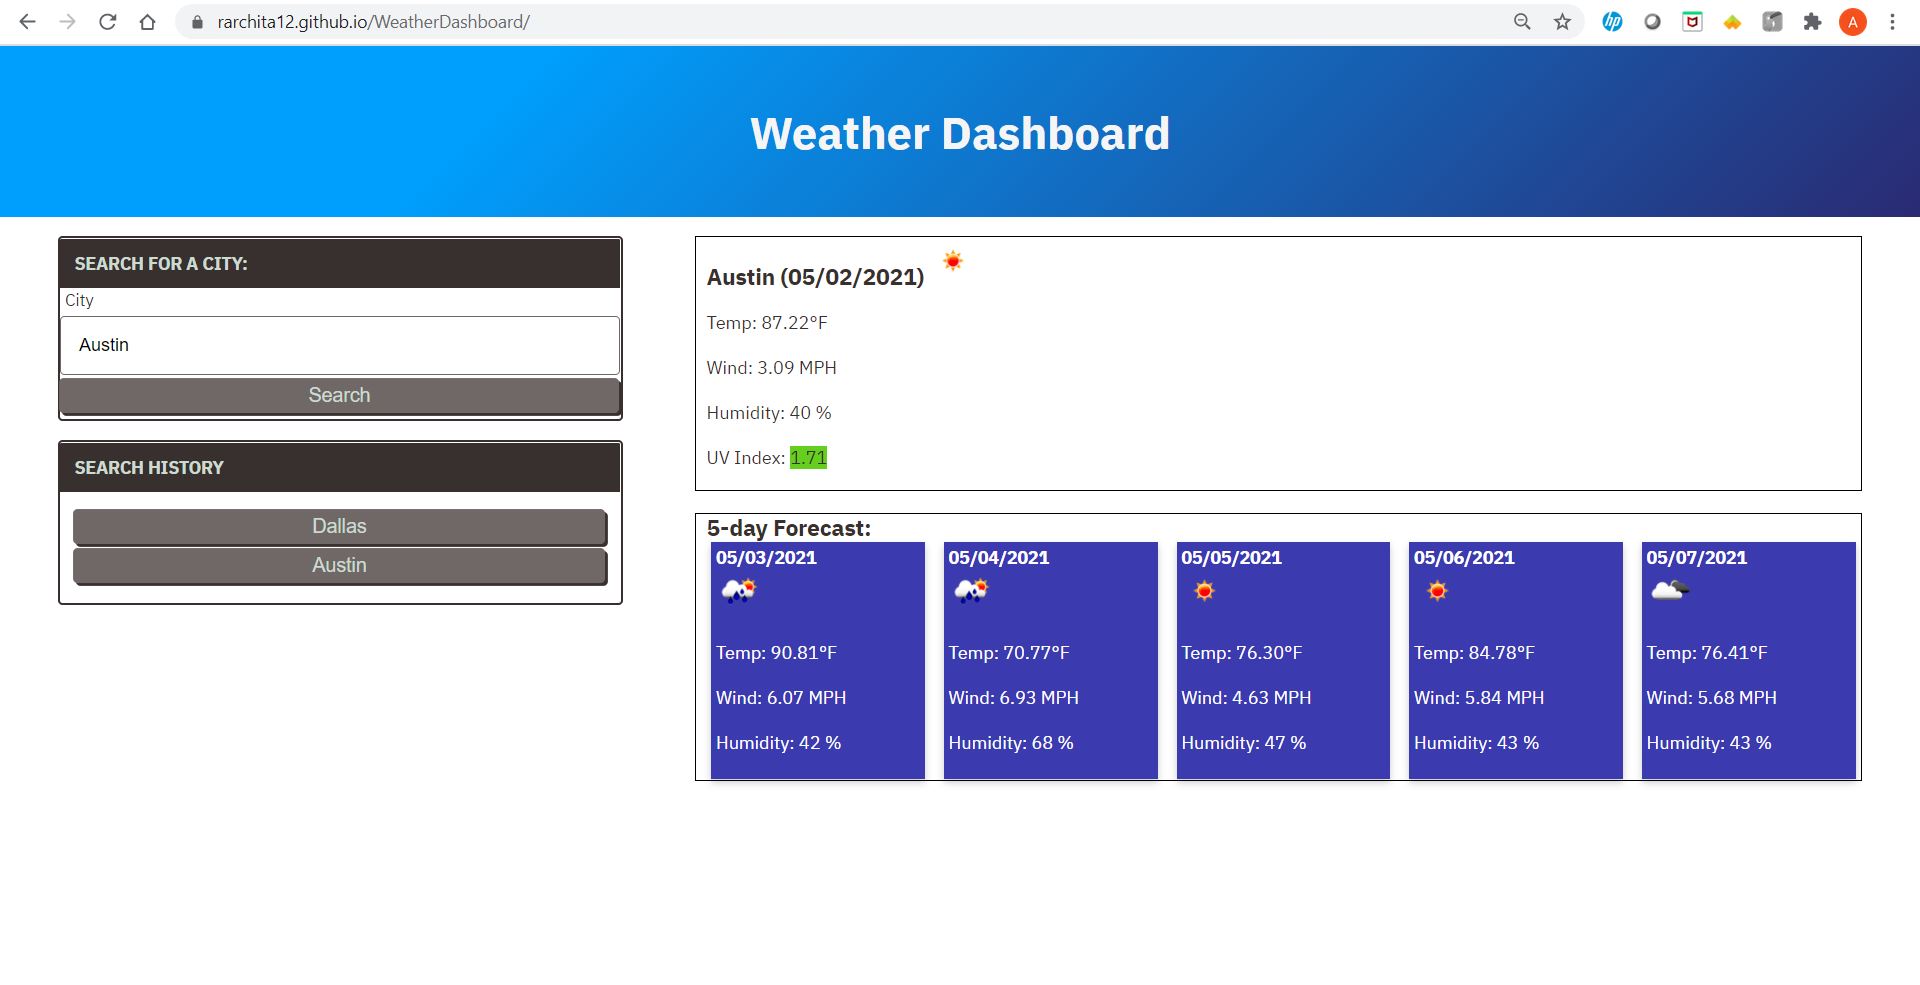 rarchita12.github.io/WeatherDashboard/
hp
A
Weather Dashboard
SEARCH FOR A CITY:
City
Austin
Search
SEARCH HISTORY
Dallas
Austin
Austin (05/02/2021)
Temp: 87.22°F
Wind: 3.09 MPH
Humidity: 40 %
UV Index: 1.71
5-day Forecast:
05/03/2021
Temp: 90.81°F
Wind: 6.07 MPH
Humidity: 42 %
05/04/2021
Temp: 70.77°F
Wind: 6.93 MPH
Humidity: 68 %
05/05/2021
Temp: 76.30°F
Wind: 4.63 MPH
Humidity: 47 %
05/06/2021
Temp: 84.78°F
Wind: 5.84 MPH
Humidity: 43 %
05/07/2021
Temp: 76.41°F
Wind: 5.68 MPH
Humidity: 43 %